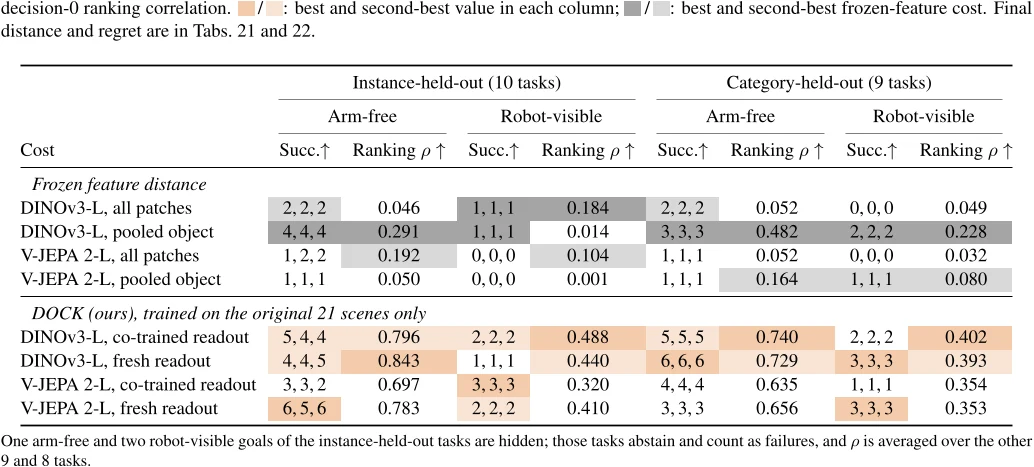 decision-0 ranking correlation. / : best and second-best value in each column; / : best and second-best frozen-feature cost. Final
distance and regret are in Tabs. 21 and 22.
Instance-held-out (10 tasks) Category-held-out (9 tasks)
Arm-free Robot-visible Arm-free Robot-visible
Cost Succ.↑ Ranking ρ ↑ Succ.↑ Ranking ρ ↑ Succ.↑ Ranking ρ ↑ Succ.↑ Ranking ρ ↑
Frozen feature distance
DINOv3-L, all patches 2, 2, 2 0.046 1, 1, 1 0.184 2, 2, 2 0.052 0, 0, 0 0.049
DINOv3-L, pooled object 4, 4, 4 0.291 1, 1, 1 0.014 3, 3, 3 0.482 2, 2, 2 0.228
V-JEPA 2-L, all patches 1, 2, 2 0.192 0, 0, 0 0.104 1, 1, 1 0.052 0, 0, 0 0.032
V-JEPA 2-L, pooled object 1, 1, 1 0.050 0, 0, 0 0.001 1, 1, 1 0.164 1, 1, 1 0.080
DOCK (ours), trained on the original 21 scenes only
DINOv3-L, co-trained readout 5, 4, 4 0.796 2, 2, 2 0.488 5, 5, 5 0.740 2, 2, 2 0.402
DINOv3-L, fresh readout 4, 4, 5 0.843 1, 1, 1 0.440 6, 6, 6 0.729 3, 3, 3 0.393
V-JEPA 2-L, co-trained readout 3, 3, 2 0.697 3, 3, 3 0.320 4, 4, 4 0.635 1, 1, 1 0.354
V-JEPA 2-L, fresh readout 6, 5, 6 0.783 2, 2, 2 0.410 3, 3, 3 0.656 3, 3, 3 0.353
One arm-free and two robot-visible goals of the instance-held-out tasks are hidden; those tasks abstain and count as failures, and ρ is averaged over the other
9 and 8 tasks.